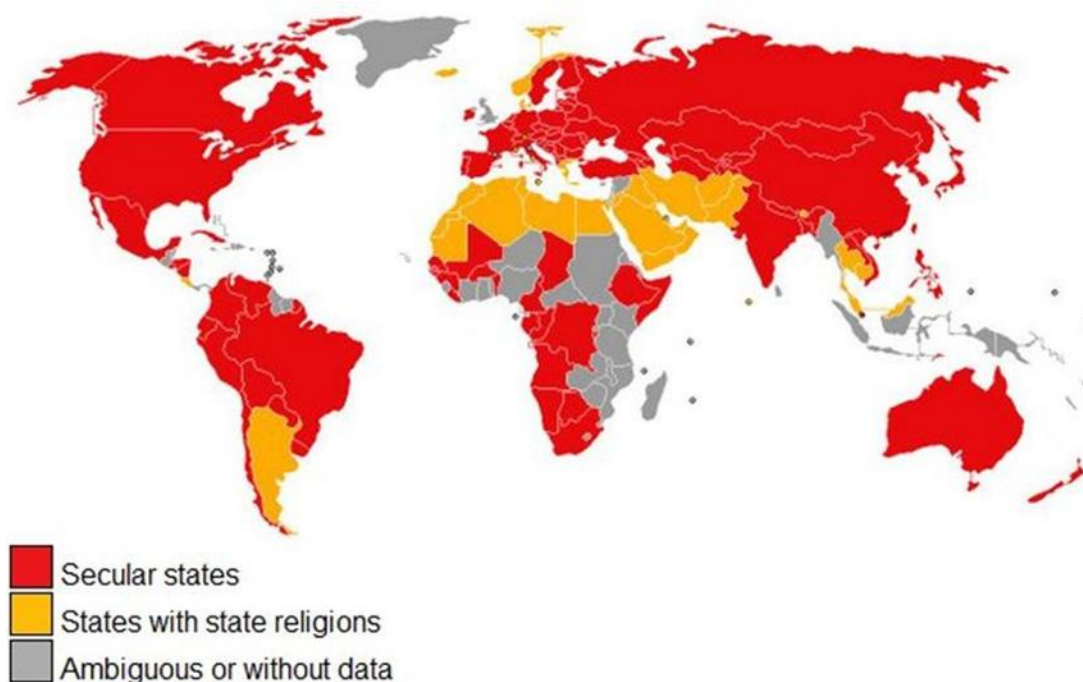 Secular states
States with state religions
Ambiguous or without data